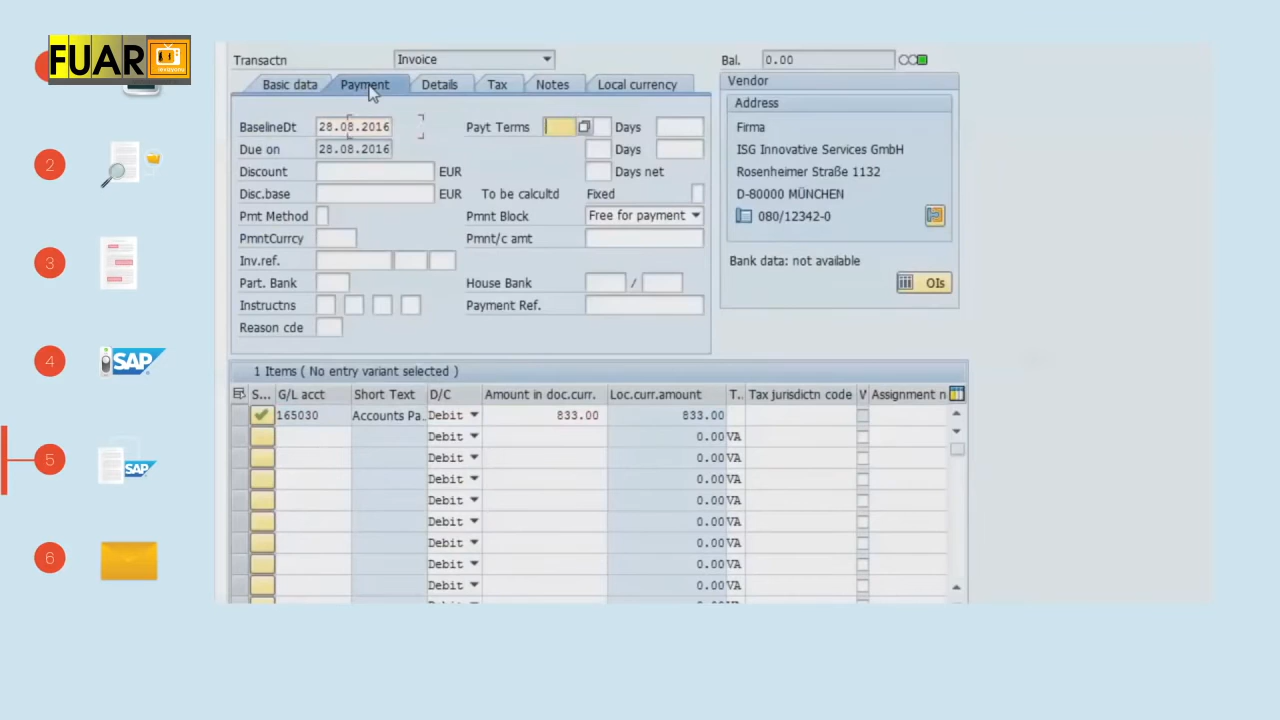 FUAR
televizyonu
Transactn Invoice Bal. 0.00
Basic data Payment Details Tax Notes Local currency
BaselineDt 28.08.2016 Payt Terms Days
Due on 28.08.2016 Days
Discount EUR Days net
Disc.base EUR To be calcultd Fixed
Pmt Method Pmnt Block Free for payment
PmntCurrcy Pmnt/c amt
Inv.ref.
Part. Bank House Bank /
Instructns Payment Ref.
Reason cde
Vendor
Address
Firma
ISG Innovative Services GmbH
Rosenheimer Straße 1132
D-80000 MÜNCHEN
080/12342-0
Bank data: not available
OIs
1 Items ( No entry variant selected )
S... G/L acct Short Text D/C Amount in doc.curr. Loc.curr.amount T.. Tax jurisdictn code V Assignment n
165030 Accounts Pa.. Debit 833.00 833.00
Debit 0.00 VA
Debit 0.00 VA
Debit 0.00 VA
Debit 0.00 VA
Debit 0.00 VA
Debit 0.00 VA
Debit 0.00 VA
Debit 0.00 VA
2
3
4 SAP
5 SAP
6